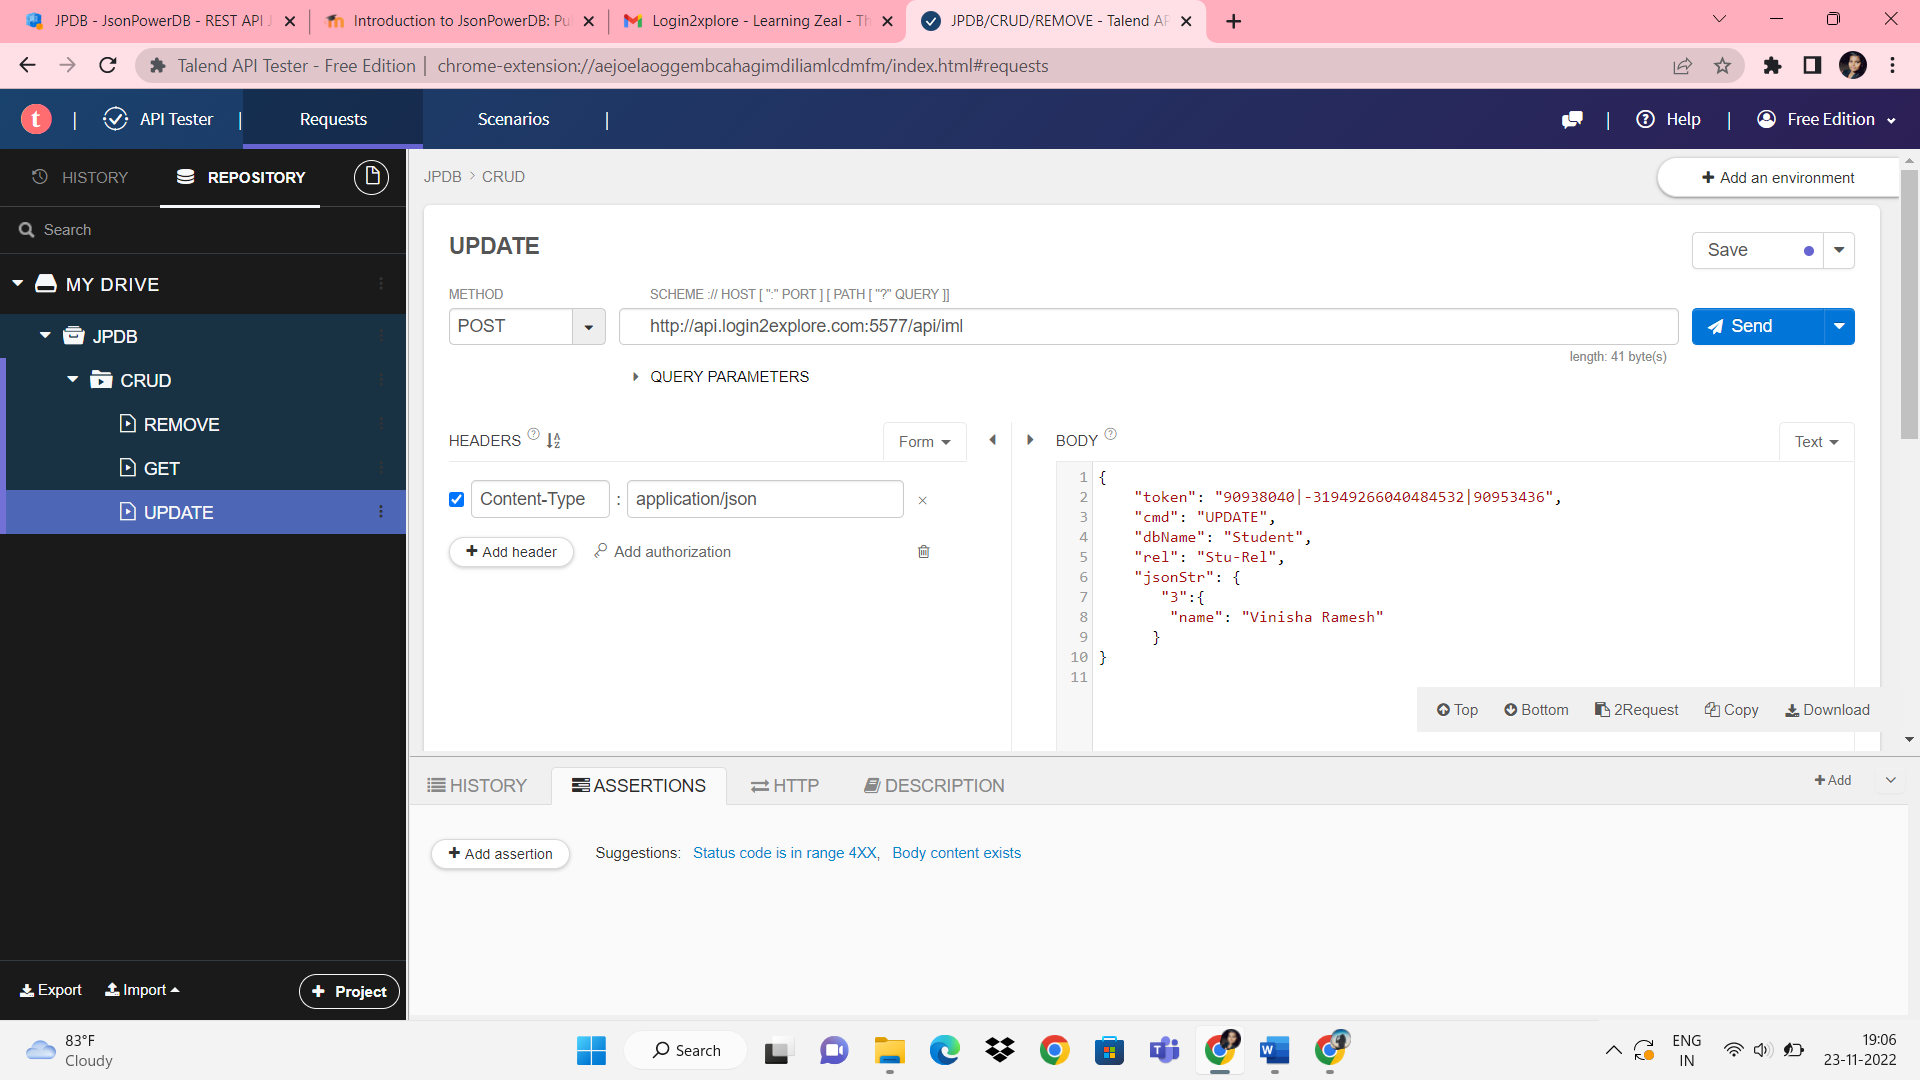 JPDB - JsonPowerDB - REST API J
Introduction to JsonPowerDB: Pu
Login2xplore - Learning Zeal - Th
JPDB/CRUD/REMOVE - Talend AP
Talend API Tester - Free Edition | chrome-extension://aejoelaoggembcahagimdiliamlcdmfm/index.html#requests
t | API Tester | Requests Scenarios | | Help | Free Edition
HISTORY REPOSITORY
JPDB > CRUD
+ Add an environment
Search
MY DRIVE
JPDB
CRUD
REMOVE
GET
UPDATE
UPDATE
Save
METHOD SCHEME :// HOST [ ":" PORT ] [ PATH [ "?" QUERY ]]
POST http://api.login2explore.com:5577/api/iml Send
length: 41 byte(s)
QUERY PARAMETERS
HEADERS ? Form
BODY ? Text
Content-Type : application/json ×
+ Add header Add authorization
1 {
2 "token": "90938040|-31949266040484532|90953436",
3 "cmd": "UPDATE",
4 "dbName": "Student",
5 "rel": "Stu-Rel",
6 "jsonStr": {
7 "3":{
8 "name": "Vinisha Ramesh"
9 }
10 }
11
Top Bottom 2Request Copy Download
HISTORY ASSERTIONS HTTP DESCRIPTION + Add
+ Add assertion Suggestions: Status code is in range 4XX, Body content exists
Export Import + Project
83°F
Cloudy
Search
ENG
IN
19:06
23-11-2022